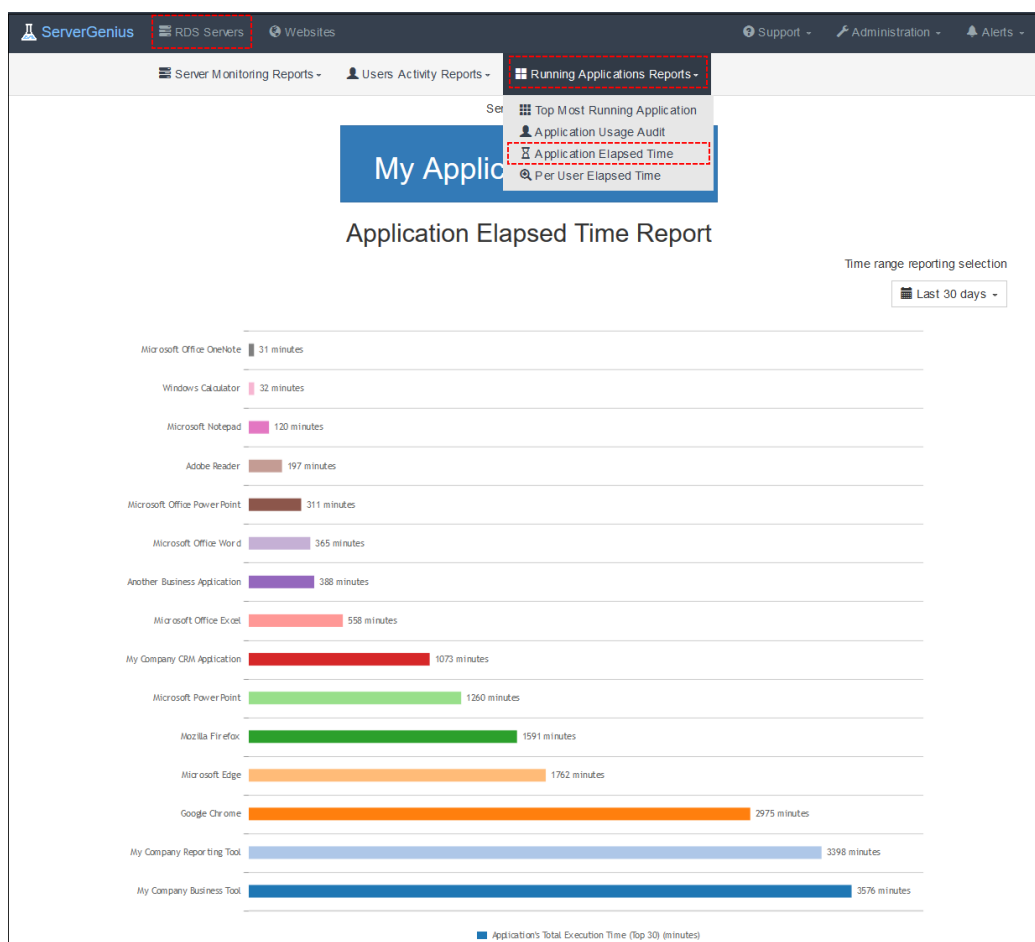 ServerGenius RDS Servers Websites Support Administration Alerts
Server Monitoring Reports Users Activity Reports Running Applications Reports
Top Most Running Application
Application Usage Audit
Application Elapsed Time
Per User Elapsed Time
My Applic
Application Elapsed Time Report
Time range reporting selection
Last 30 days
Microsoft Office OneNote 31 minutes
Windows Calculator 32 minutes
Microsoft Notepad 120 minutes
Adobe Reader 197 minutes
Microsoft Office PowerPoint 311 minutes
Microsoft Office Word 365 minutes
Another Business Application 388 minutes
Microsoft Office Excel 558 minutes
My Company CRM Application 1073 minutes
Microsoft PowerPoint 1260 minutes
Mozilla Firefox 1591 minutes
Microsoft Edge 1762 minutes
Google Chrome 2975 minutes
My Company Reporting Tool 3398 minutes
My Company Business Tool 3576 minutes
Application's Total Execution Time (Top 30) (minutes)